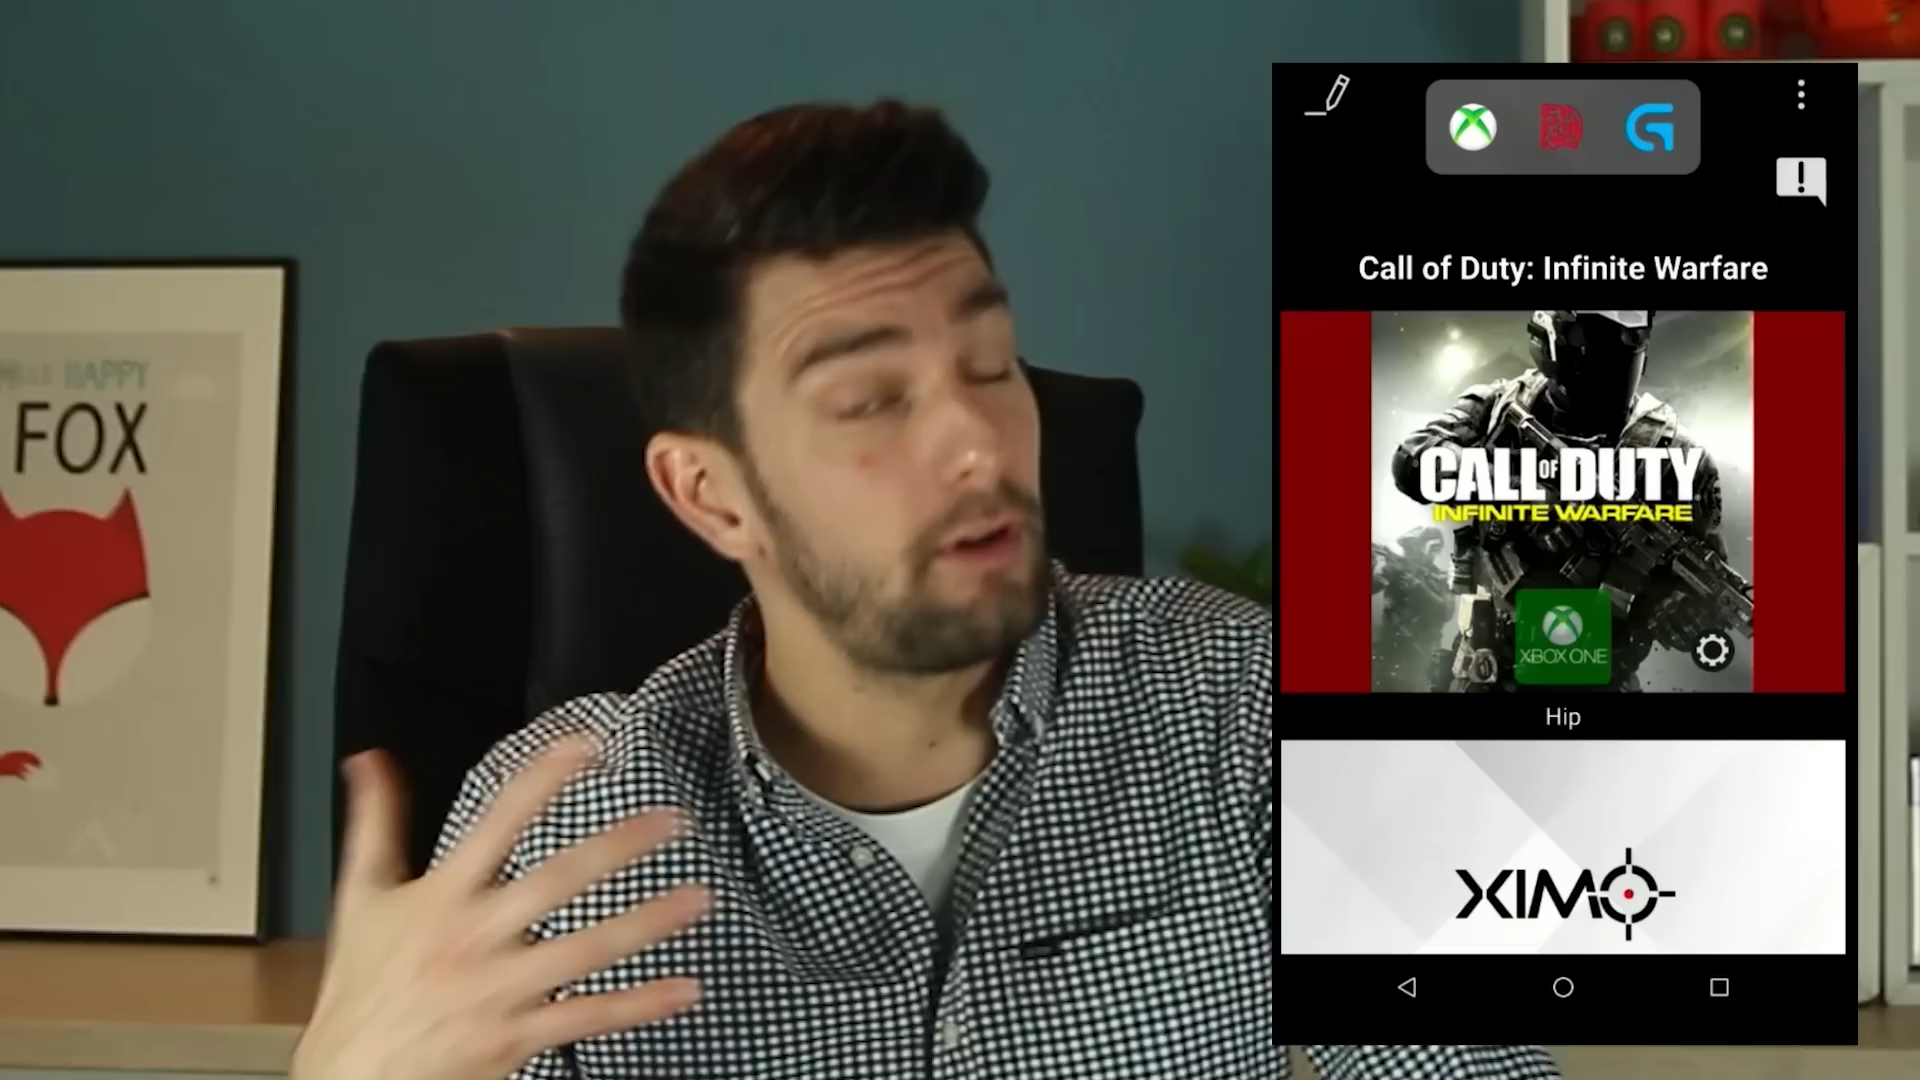 HAPPY
FOX
Call of Duty: Infinite Warfare
CALL OF DUTY
INFINITE WARFARE
XBOX ONE
Hip
XIM